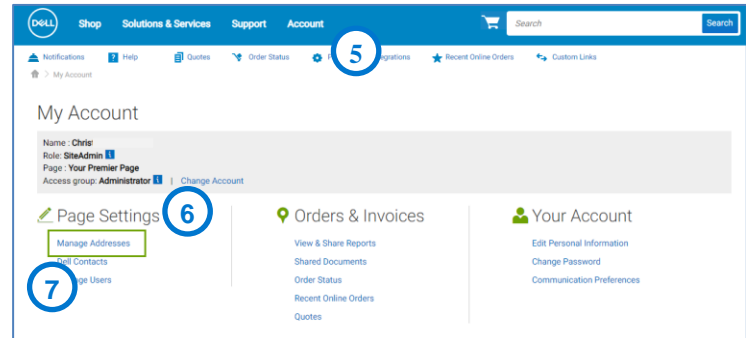 DELL
Shop Solutions & Services Support Account Search Search
Notifications Help Quotes Order Status Recent Online Orders Custom Links
5
> My Account
My Account
Name : Chris
Role: SiteAdmin i
Page : Your Premier Page
Access group: Administrator i | Change Account
6
Page Settings
Manage Addresses
Dell Contacts
Users
7
Orders & Invoices
View & Share Reports
Shared Documents
Order Status
Recent Online Orders
Quotes
Your Account
Edit Personal Information
Change Password
Communication Preferences